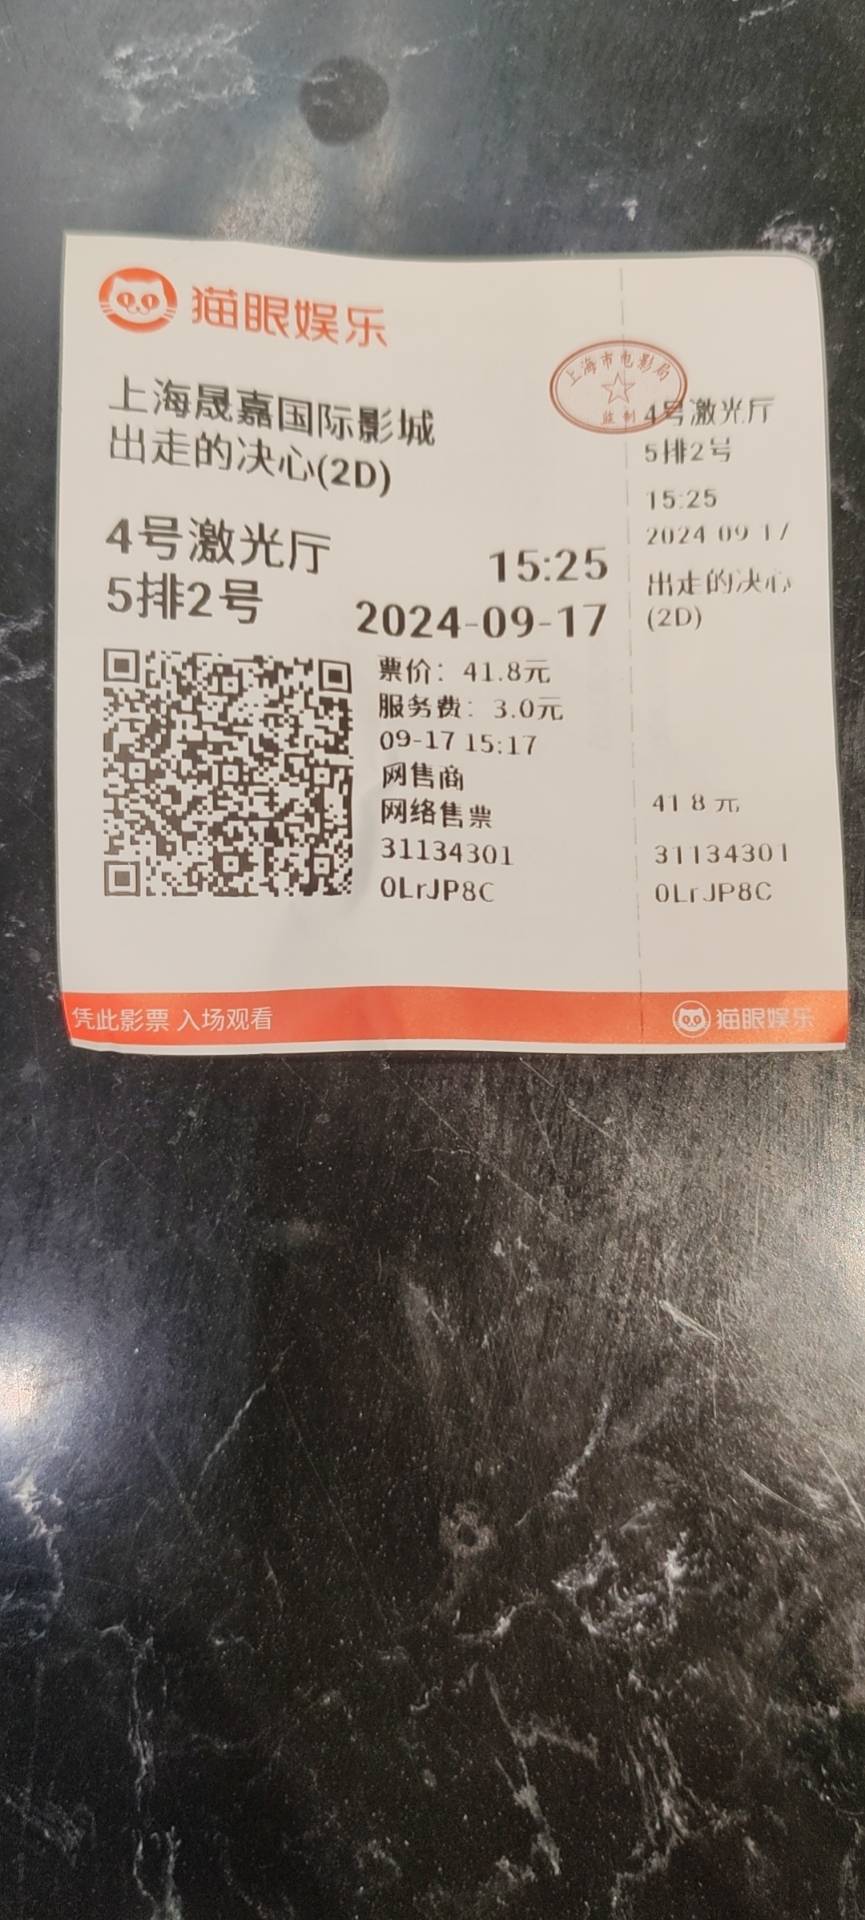 猫眼娱乐
上海晟嘉国际影城
出走的决心(2D)
4号激光厅
5排2号
15:25
2024-09-17
票价: 41.8元
服务费: 3.0元
09-17 15:17
网售商
网络售票
31134301
0LrJP8C
上海市电影局
监制
4号激光厅
5排2号
15:25
2024 09 17
出走的决心
(2D)
41 8 元
31134301
0LrJP8C
凭此影票 入场观看
猫眼娱乐